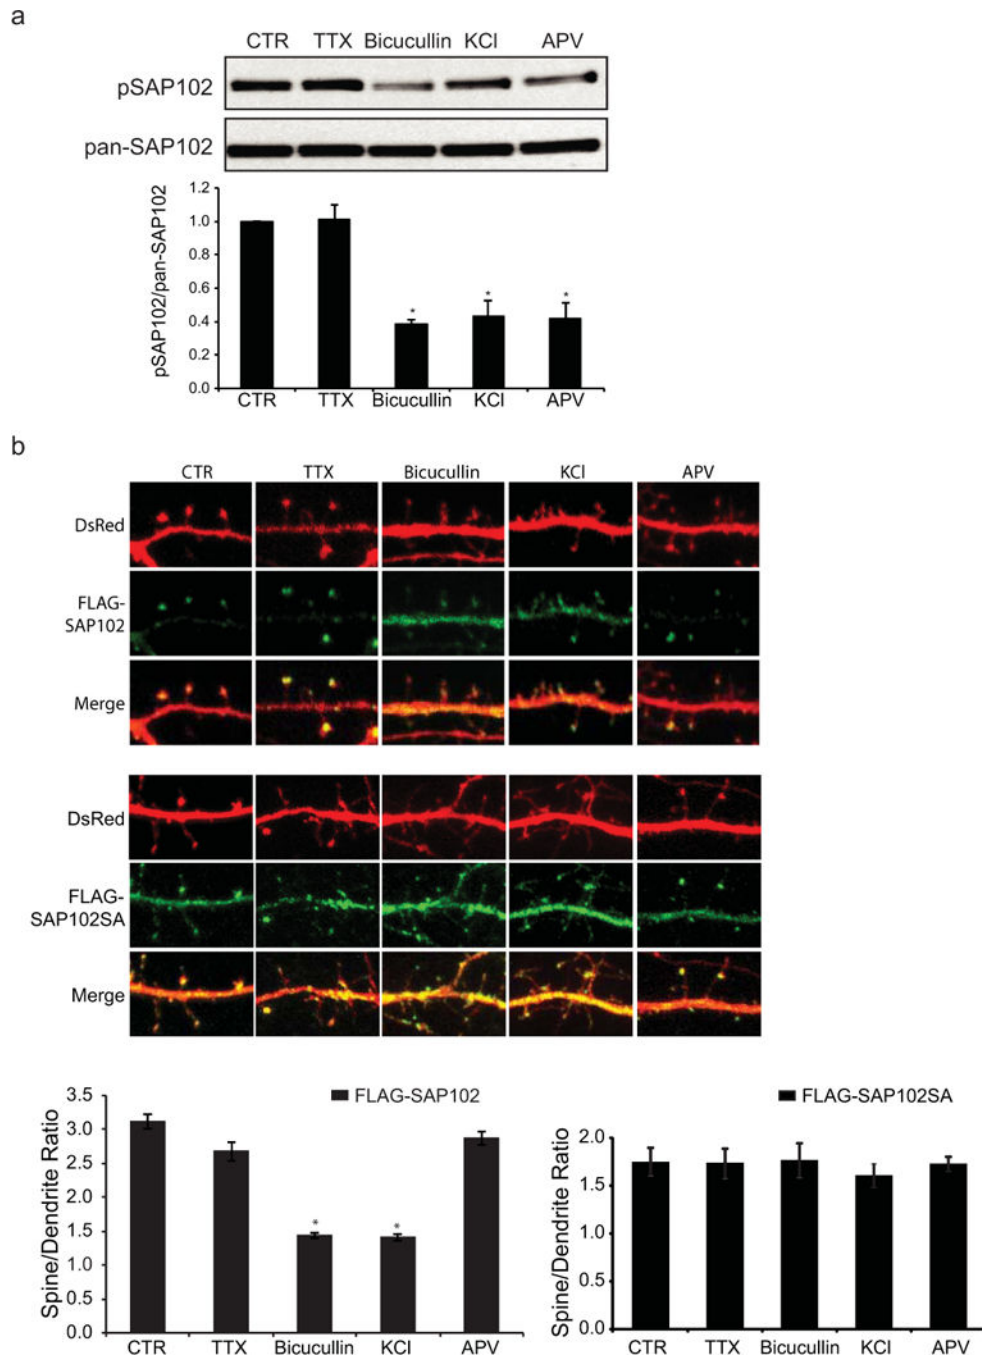 a
CTR TTX Bicucullin KCl APV
pSAP102
pan-SAP102
pSAP102/pan-SAP102
1.2
1.0
0.8
0.6
0.4
0.2
0.0
* * *
CTR TTX Bicucullin KCl APV
b
CTR TTX Bicucullin KCl APV
DsRed
FLAG-
SAP102
Merge
DsRed
FLAG-
SAP102SA
Merge
FLAG-SAP102
Spine/Dendrite Ratio
3.5
3.0
2.5
2.0
1.5
1.0
0.5
0.0
* *
CTR TTX Bicucullin KCl APV
FLAG-SAP102SA
Spine/Dendrite Ratio
2.0
1.5
1.0
0.5
0.0
CTR TTX Bicucullin KCl APV